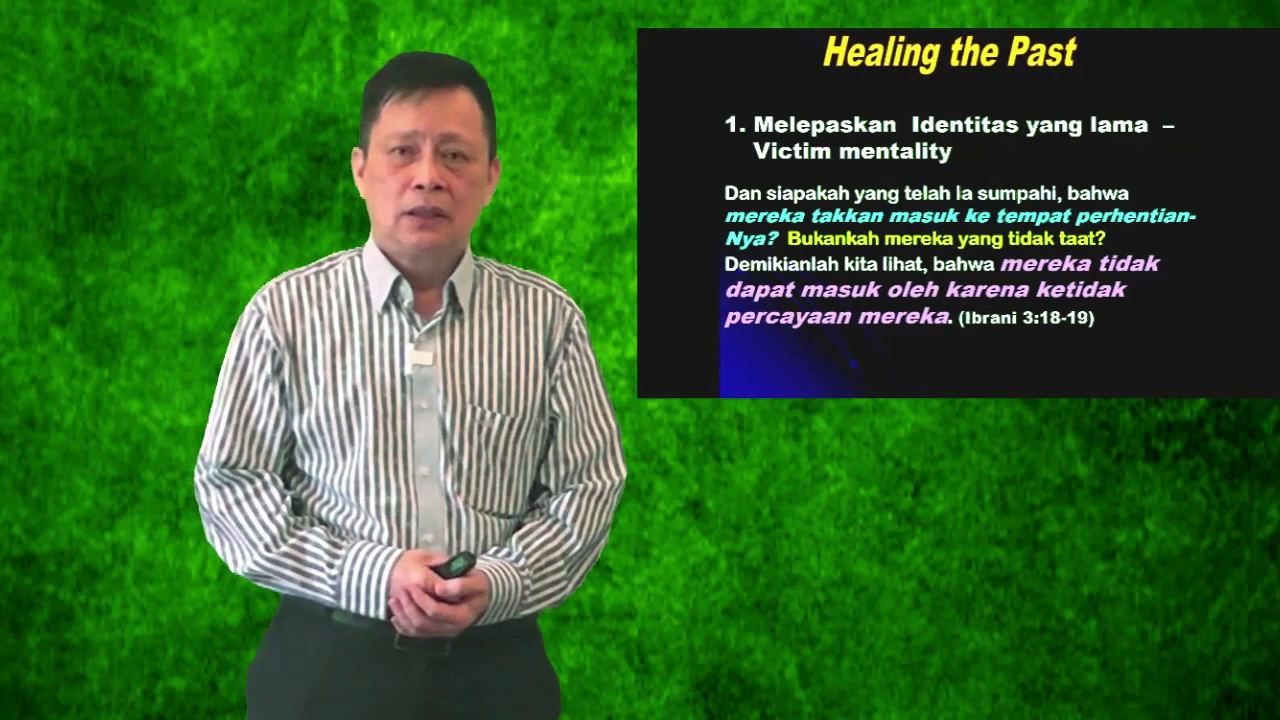 Healing the Past
1. Melepaskan Identitas yang lama –
Victim mentality
Dan siapakah yang telah Ia sumpahi, bahwa
mereka takkan masuk ke tempat perhentian-
Nya? Bukankah mereka yang tidak taat?
Demikianlah kita lihat, bahwa mereka tidak
dapat masuk oleh karena ketidak
percayaan mereka. (Ibrani 3:18-19)